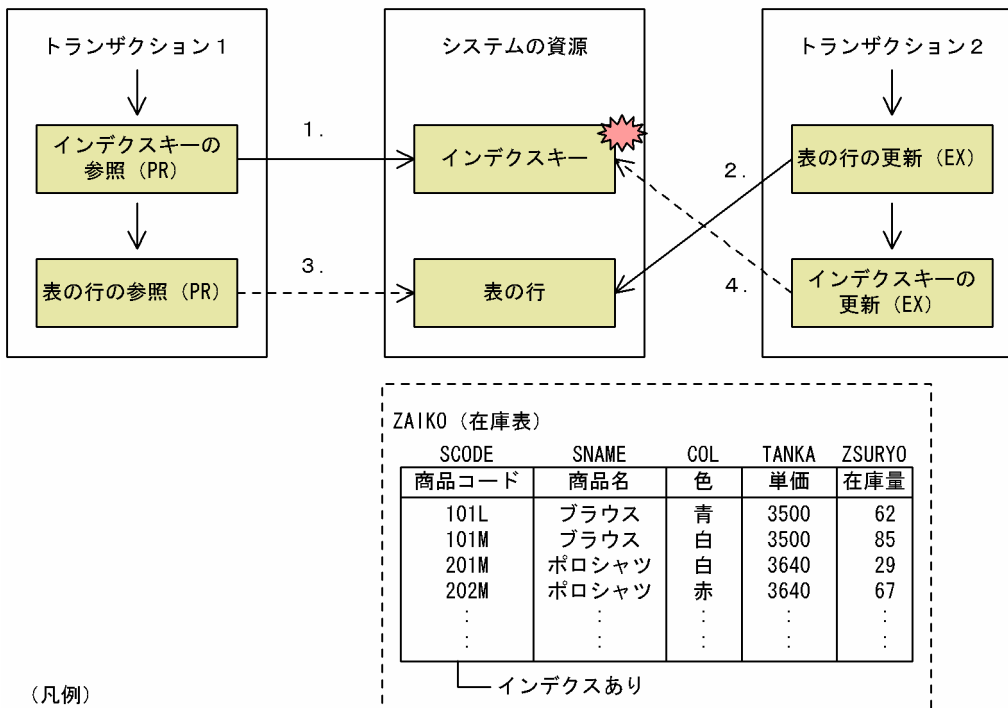 トランザクション１
システムの資源
トランザクション２
インデクスキーの
参照（PR）
１．
インデクスキー
２．
表の行の更新（EX）
表の行の参照（PR）
３．
表の行
４．
インデクスキーの
更新（EX）
ZAIKO（在庫表）
SCODE SNAME COL TANKA ZSURYO
商品コード 商品名 色 単価 在庫量
101L ブラウス 青 3500 62
101M ブラウス 白 3500 85
201M ポロシャツ 白 3640 29
202M ポロシャツ 赤 3640 67
： ： ： ： ：
インデクスあり
（凡例）